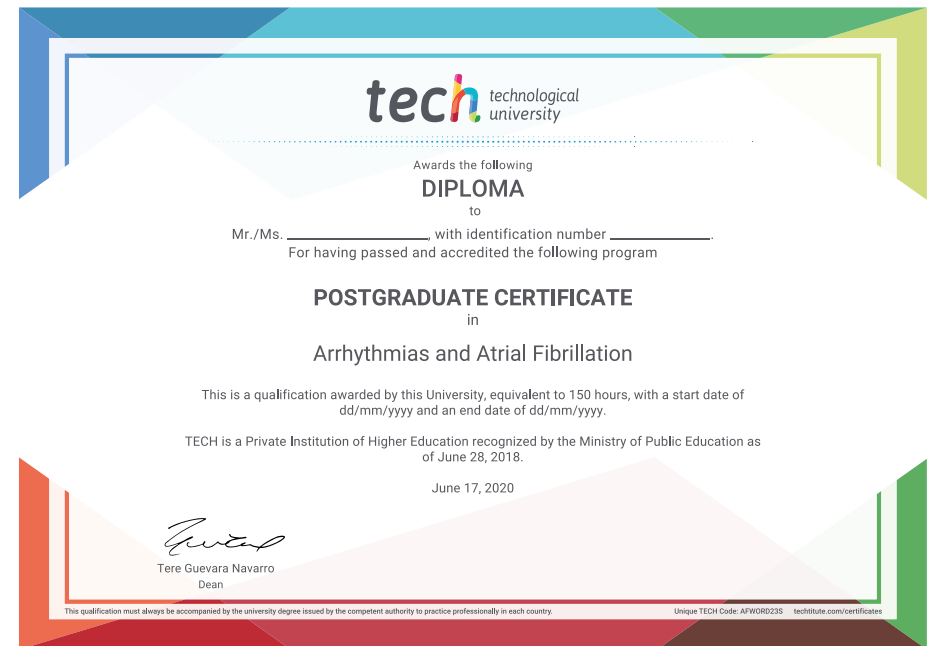 tech technological
university
Awards the following
DIPLOMA
to
Mr./Ms. ____________________, with identification number ______________.
For having passed and accredited the following program
POSTGRADUATE CERTIFICATE
in
Arrhythmias and Atrial Fibrillation
This is a qualification awarded by this University, equivalent to 150 hours, with a start date of
dd/mm/yyyy and an end date of dd/mm/yyyy.
TECH is a Private Institution of Higher Education recognized by the Ministry of Public Education as
of June 28, 2018.
June 17, 2020
Tere Guevara Navarro
Dean
This qualification must always be accompanied by the university degree issued by the competent authority to practice professionally in each country.
Unique TECH Code: AFWORD23S techtitute.com/certificates